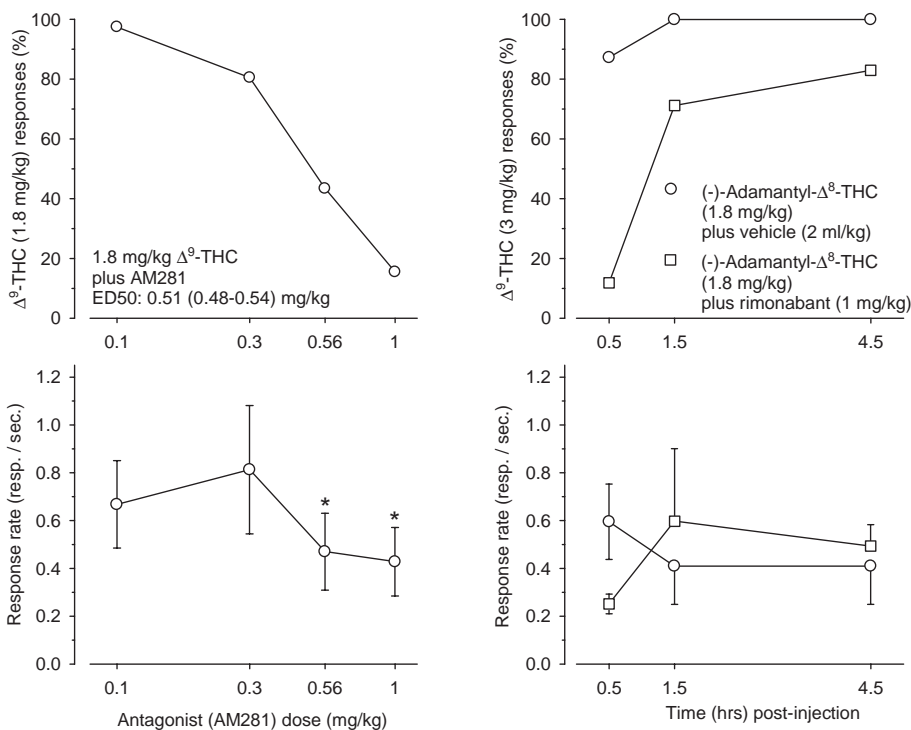 Δ⁹-THC (1.8 mg/kg) responses (%)
100
80
60
40
20
0
1.8 mg/kg Δ⁹-THC
plus AM281
ED50: 0.51 (0.48-0.54) mg/kg
0.1
0.3
0.56
1
Δ⁹-THC (3 mg/kg) responses (%)
100
80
60
40
20
0
(-)-Adamantyl-Δ⁸-THC
(1.8 mg/kg)
plus vehicle (2 ml/kg)
(-)-Adamantyl-Δ⁸-THC
(1.8 mg/kg)
plus rimonabant (1 mg/kg)
0.5
1.5
4.5
Response rate (resp. / sec.)
1.2
1.0
0.8
0.6
0.4
0.2
0.0
*
*
0.1
0.3
0.56
1
Antagonist (AM281) dose (mg/kg)
Response rate (resp. / sec.)
1.2
1.0
0.8
0.6
0.4
0.2
0.0
0.5
1.5
4.5
Time (hrs) post-injection